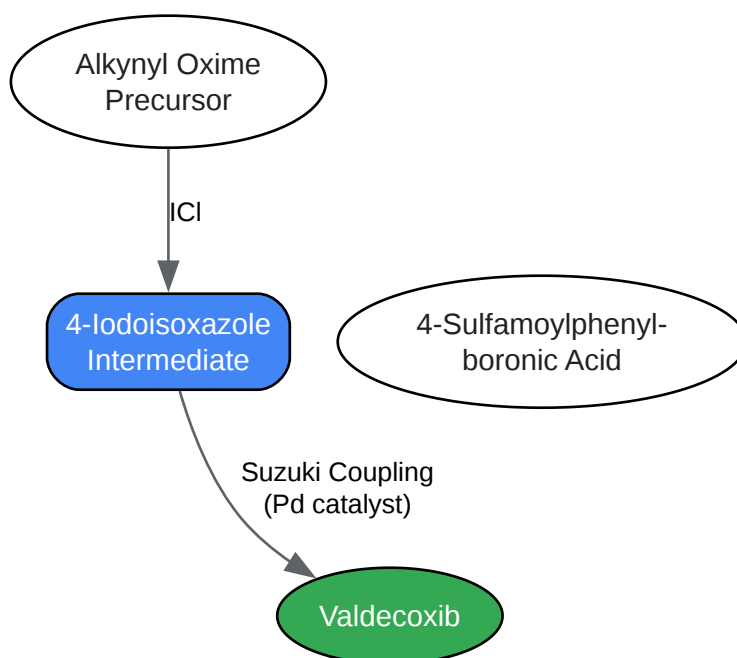 Alkynyl Oxime
Precursor
ICl
4-Iodoisoxazole
Intermediate
4-Sulfamoylphenyl-
boronic Acid
Suzuki Coupling
(Pd catalyst)
Valdecoxib